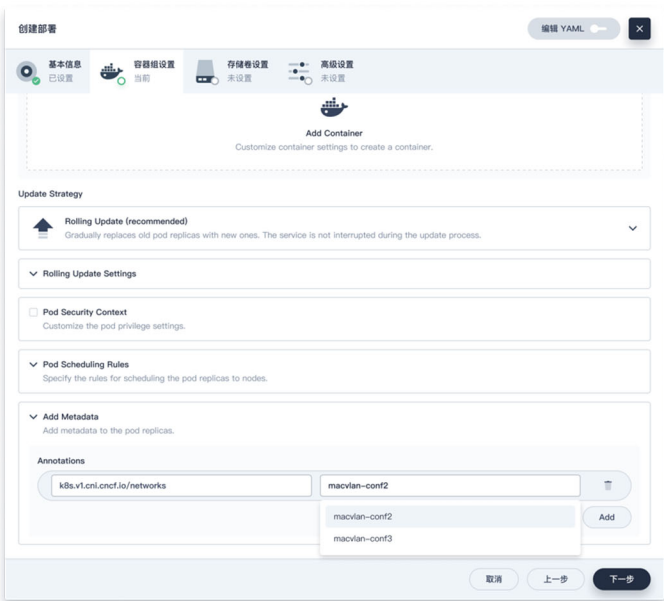 创建部署
编辑 YAML
基本信息
已设置
容器组设置
当前
存储卷设置
未设置
高级设置
未设置
Add Container
Customize container settings to create a container.
Update Strategy
Rolling Update (recommended)
Gradually replaces old pod replicas with new ones. The service is not interrupted during the update process.
Rolling Update Settings
Pod Security Context
Customize the pod privilege settings.
Pod Scheduling Rules
Specify the rules for scheduling the pod replicas to nodes.
Add Metadata
Add metadata to the pod replicas.
Annotations
k8s.v1.cni.cncf.io/networks
macvlan-conf2
macvlan-conf2
macvlan-conf3
Add
取消
上一步
下一步